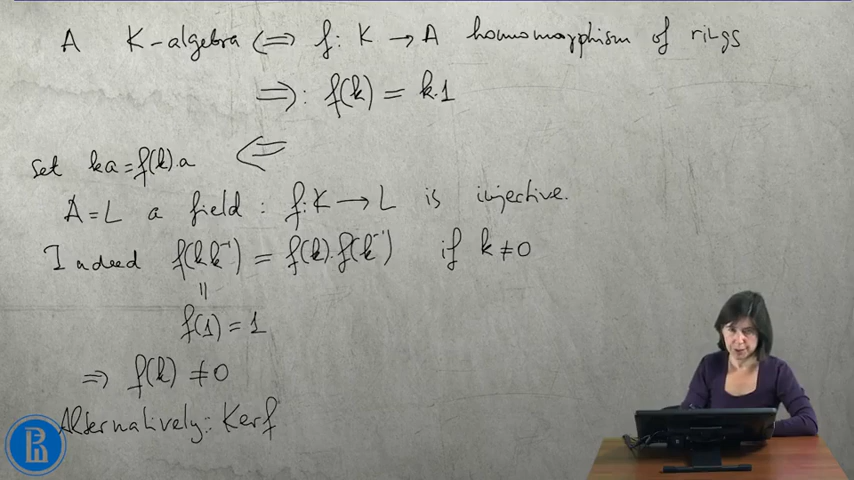 A K-algebra ⟺ f: K → A homomorphism of rings
⟹: f(k) = k·1
set ka = f(k)·a ⟸
A = L a field: f: K → L is injective.
Indeed f(kk⁻¹) = f(k)·f(k⁻¹) if k ≠ 0
||
f(1) = 1
⇒ f(k) ≠ 0
Alternatively: Ker f